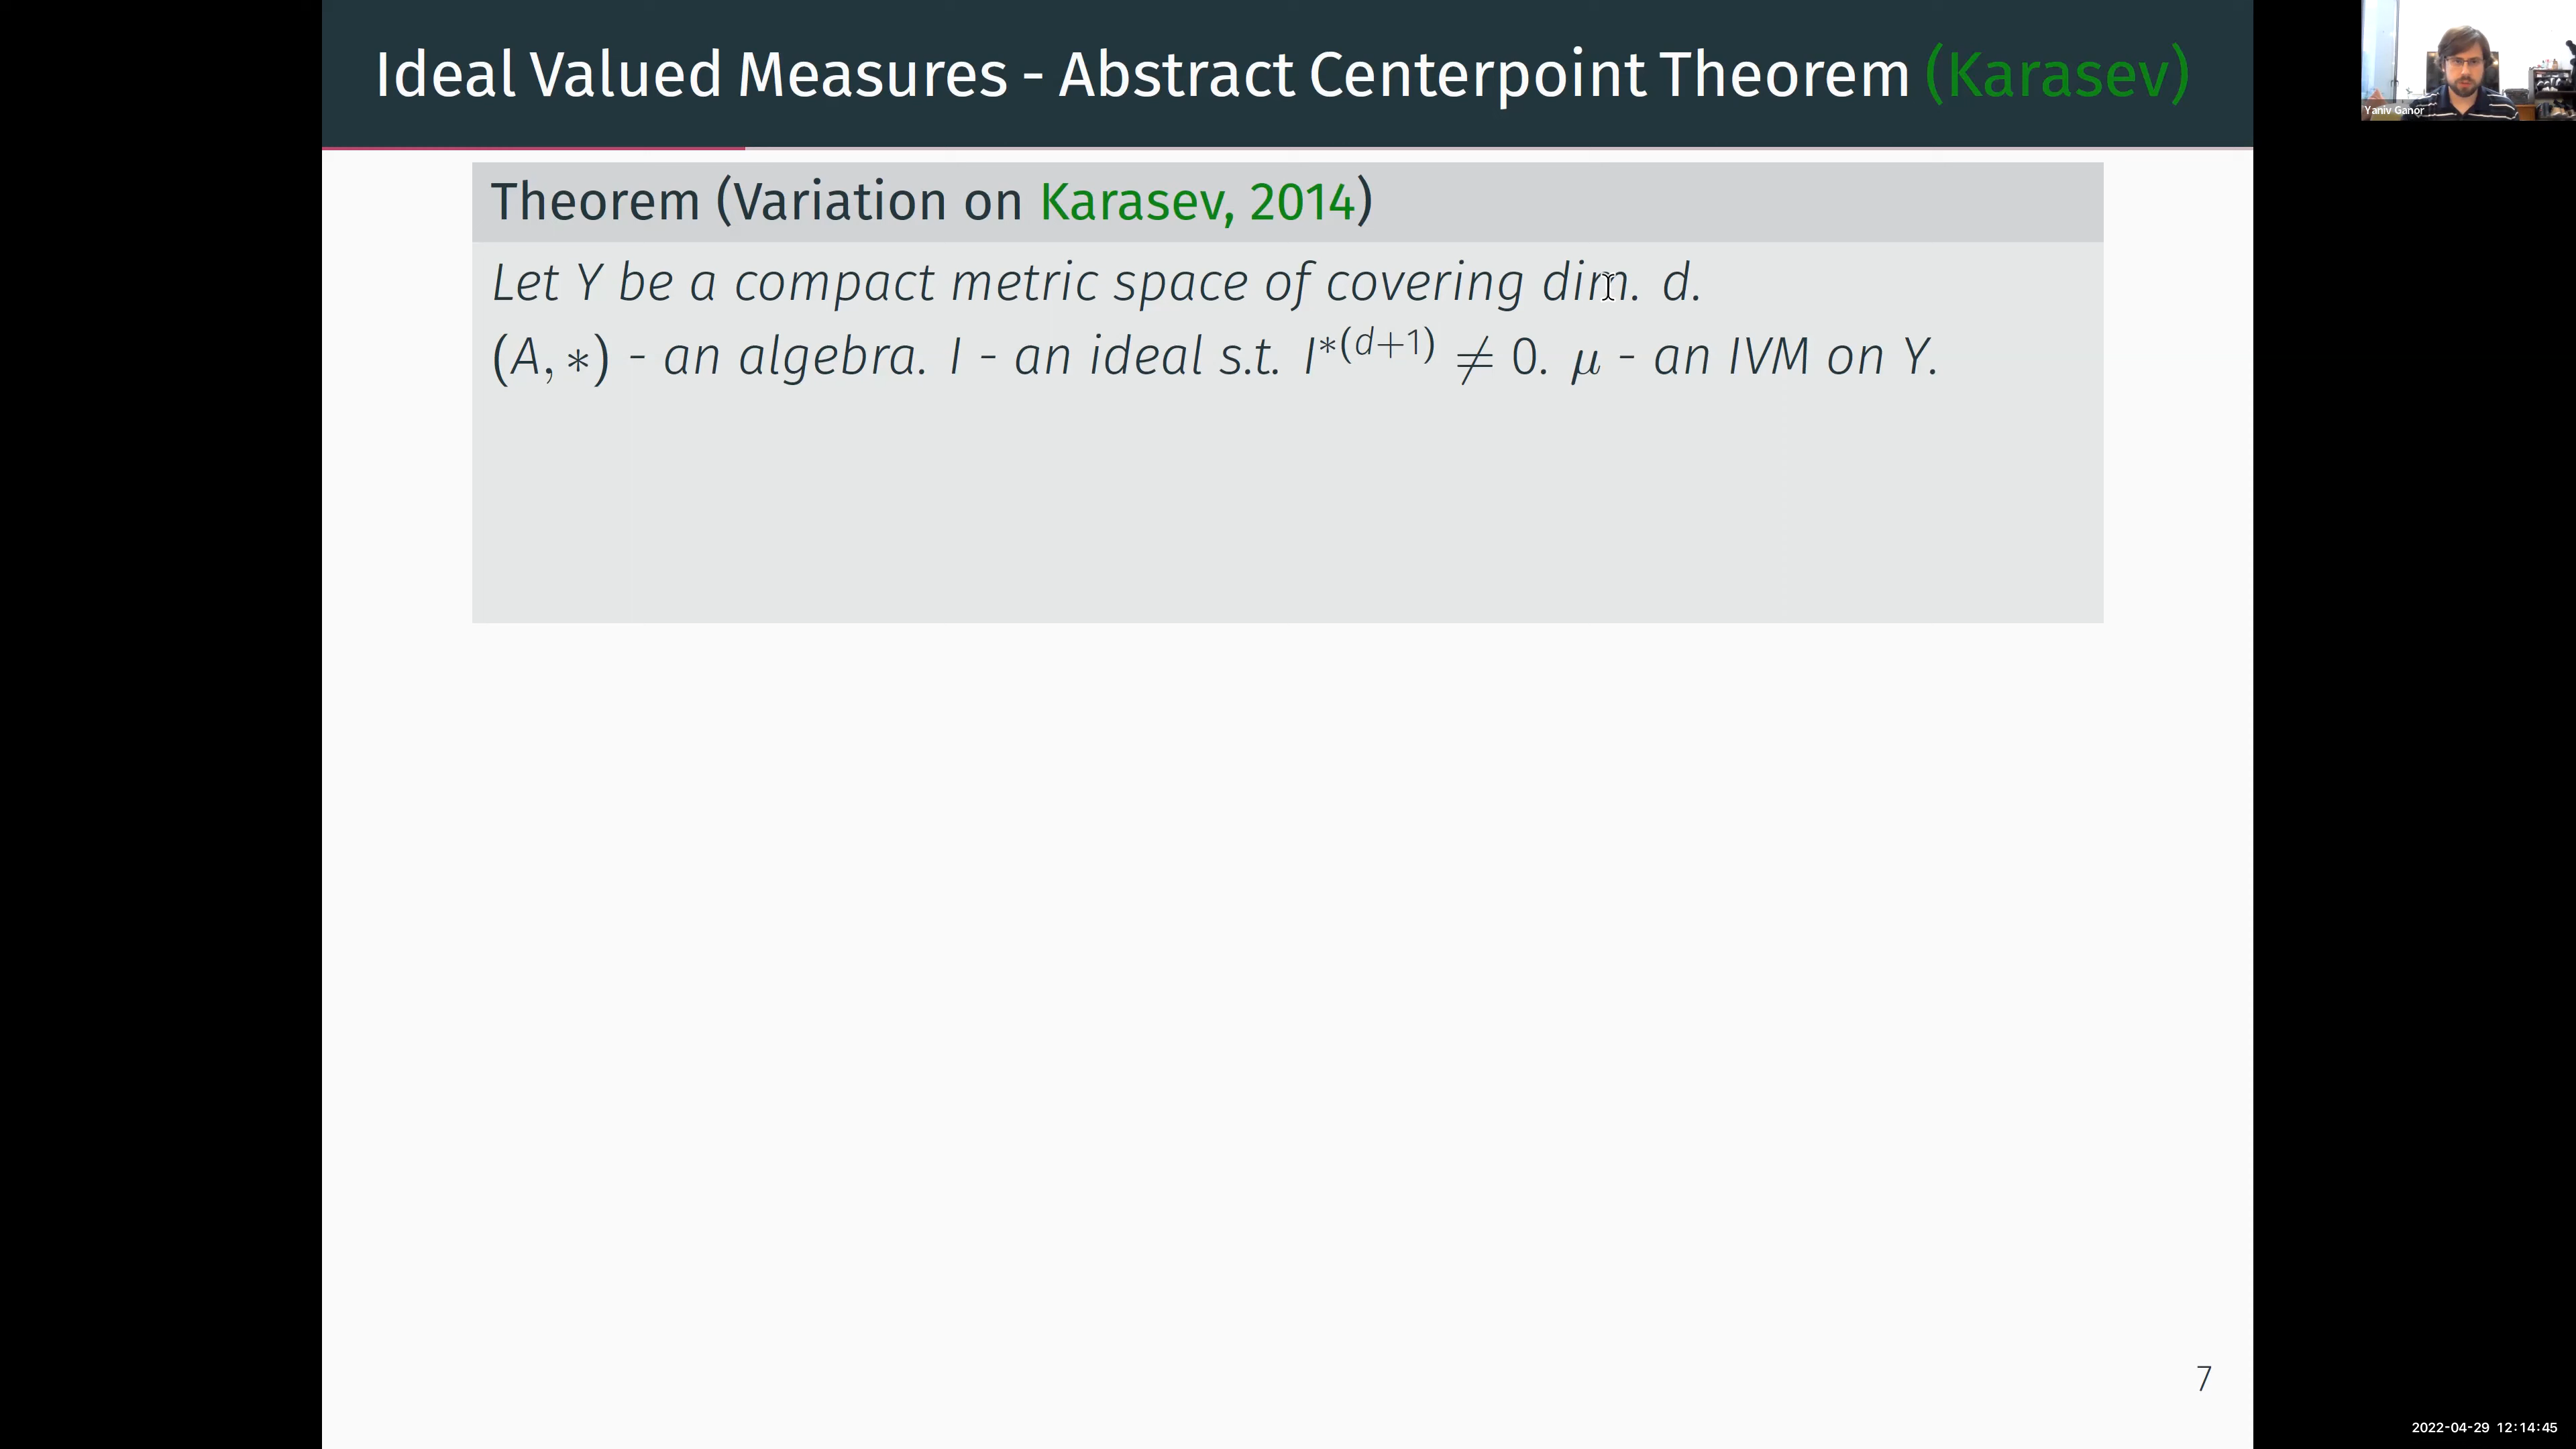 Ideal Valued Measures - Abstract Centerpoint Theorem (Karasev)
Yaniv Ganor
Theorem (Variation on Karasev, 2014)
Let Y be a compact metric space of covering dim. d.
(A, ∗) - an algebra. I - an ideal s.t. I^{∗(d+1)} ≠ 0. μ - an IVM on Y.
7
2022-04-29 12:14:45